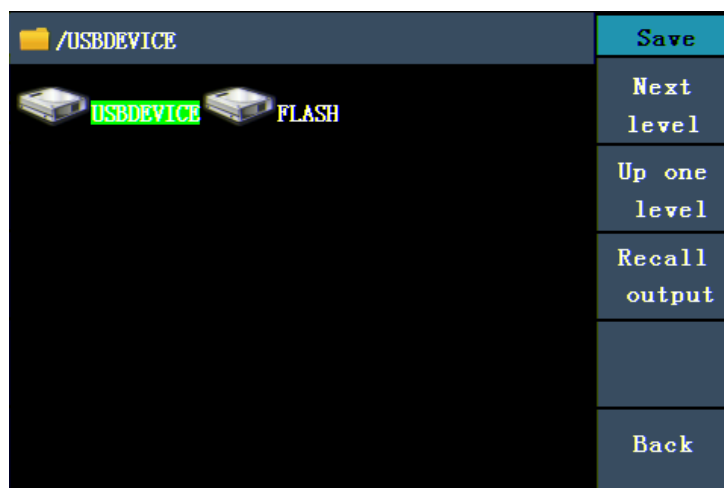 /USBDEVICE
USBDEVICE FLASH
Save
Next
level
Up one
level
Recall
output
Back